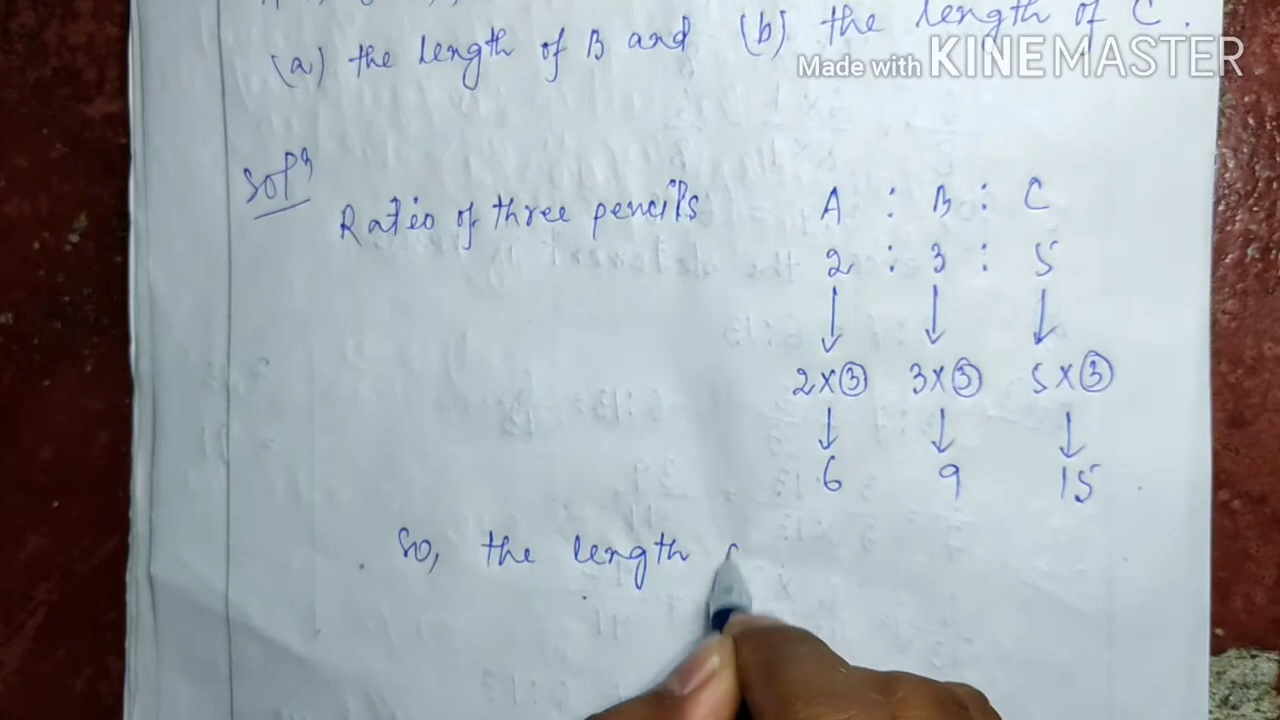 (a) the length of B and (b) the length of C.
Made with KINEMASTER
Solⁿ
Ratio of three pencils A : B : C
2 : 3 : 5
2×3 3×3 5×3
6 9 15
So, the length